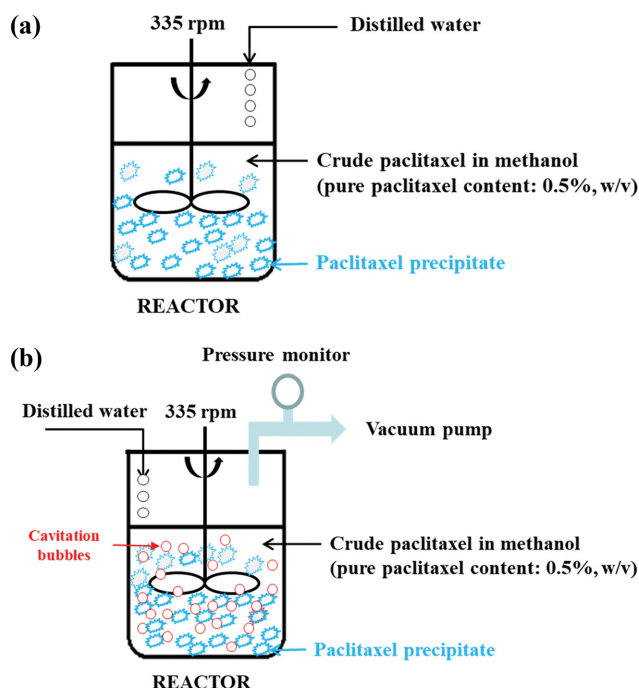 (a)
335 rpm
Distilled water
Crude paclitaxel in methanol
(pure paclitaxel content: 0.5%, w/v)
Paclitaxel precipitate
REACTOR
(b)
Pressure monitor
Distilled water
335 rpm
Vacuum pump
Cavitation
bubbles
Crude paclitaxel in methanol
(pure paclitaxel content: 0.5%, w/v)
Paclitaxel precipitate
REACTOR